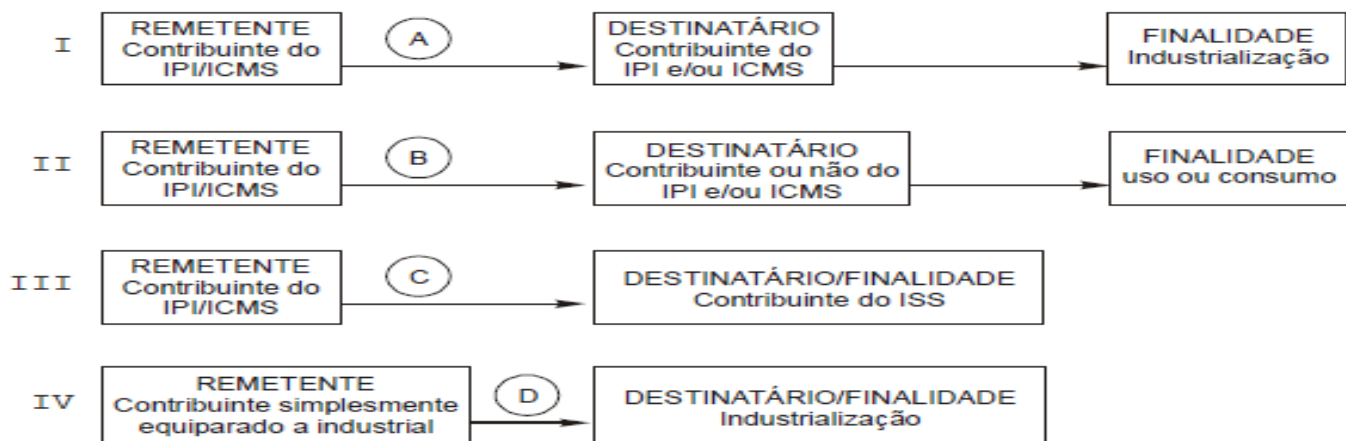 I
REMETENTE
Contribuinte do
IPI/ICMS
A
DESTINATÁRIO
Contribuinte do
IPI e/ou ICMS
FINALIDADE
Industrialização
II
REMETENTE
Contribuinte do
IPI/ICMS
B
DESTINATÁRIO
Contribuinte ou não do
IPI e/ou ICMS
FINALIDADE
uso ou consumo
III
REMETENTE
Contribuinte do
IPI/ICMS
C
DESTINATÁRIO/FINALIDADE
Contribuinte do ISS
IV
REMETENTE
Contribuinte simplesmente
equiparado a industrial
D
DESTINATÁRIO/FINALIDADE
Industrialização